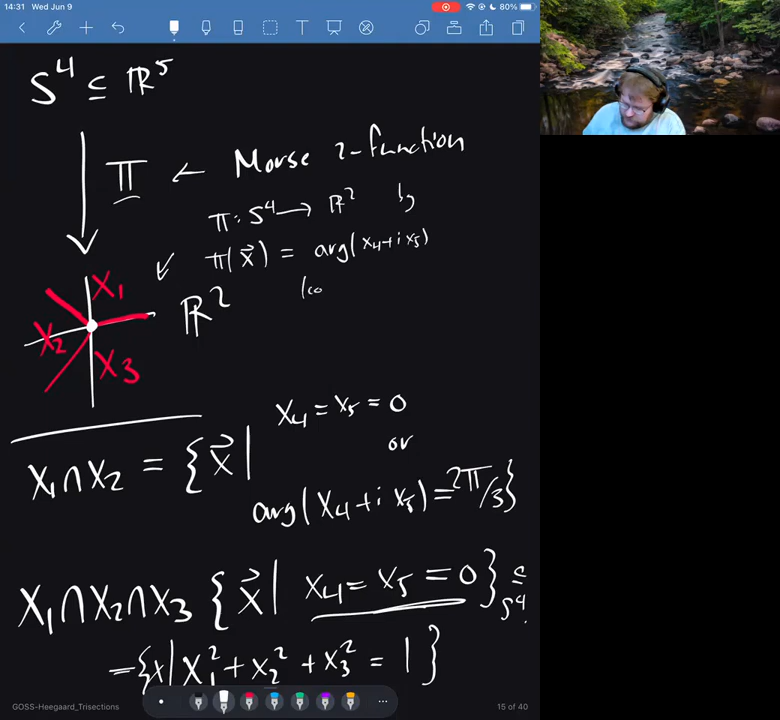 14:31 Wed Jun 9
80%
S⁴ ⊆ ℝ⁵
π ← Morse 2-function
π: S⁴ → ℝ² by
π(x⃗) = arg(x₄+ix₅)
X₁
X₂
X₃
ℝ²
x₄ = x₅ = 0
or
X₁∩X₂ = {x⃗|
arg(x₄+i x₅) = 2π/3}
X₁∩X₂∩X₃ {x⃗| x₄ = x₅ = 0} ⊆ S⁴
={x|x₁²+x₂²+x₃² = 1}
GOSS-Heegaard_Trisections
15 of 40